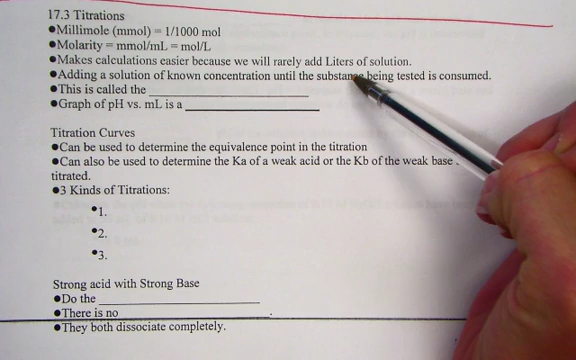 17.3 Titrations
●Millimole (mmol) = 1/1000 mol
●Molarity = mmol/mL = mol/L
●Makes calculations easier because we will rarely add Liters of solution.
●Adding a solution of known concentration until the substance being tested is consumed.
●This is called the ____________________
●Graph of pH vs. mL is a ____________________
Titration Curves
●Can be used to determine the equivalence point in the titration
●Can also be used to determine the Ka of a weak acid or the Kb of the weak base
titrated.
●3 Kinds of Titrations:
●1.
●2.
●3.
Strong acid with Strong Base
●Do the ____________________
●There is no ____________________.
●They both dissociate completely.